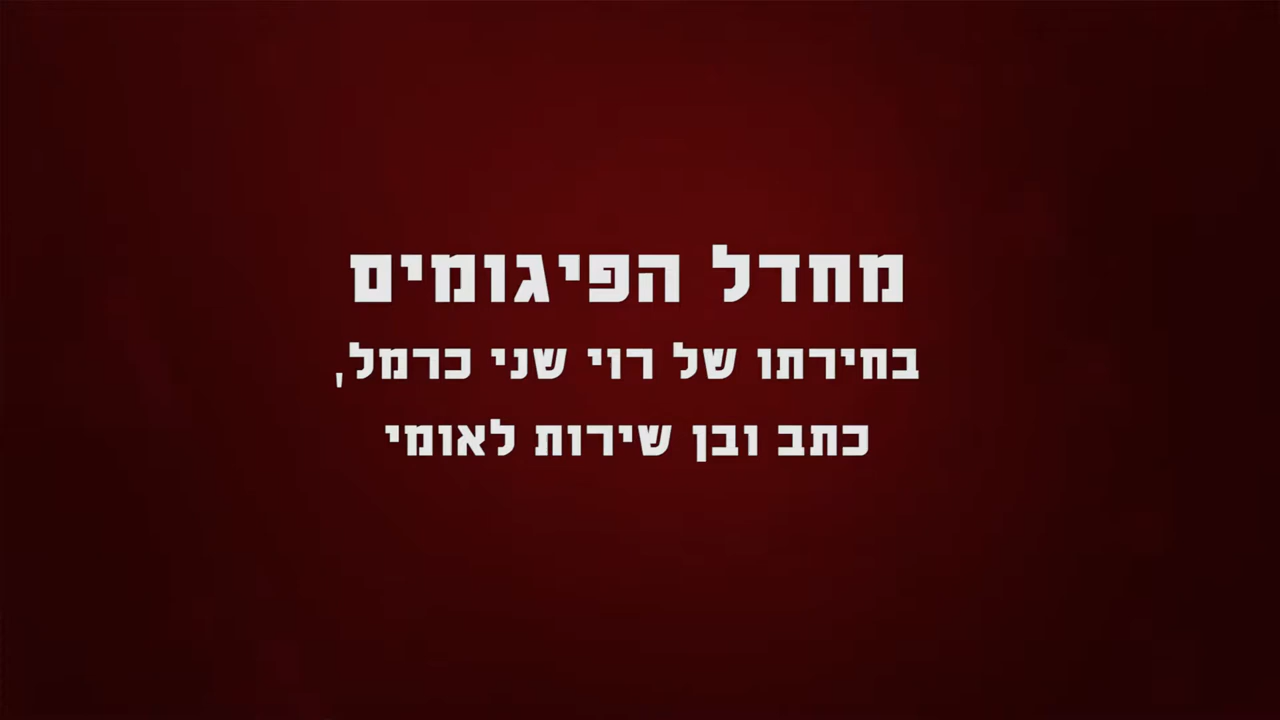 מחדל הפיגומים
בחירתו של רוי שני כרמל,
כתב ובן שירות לאומי